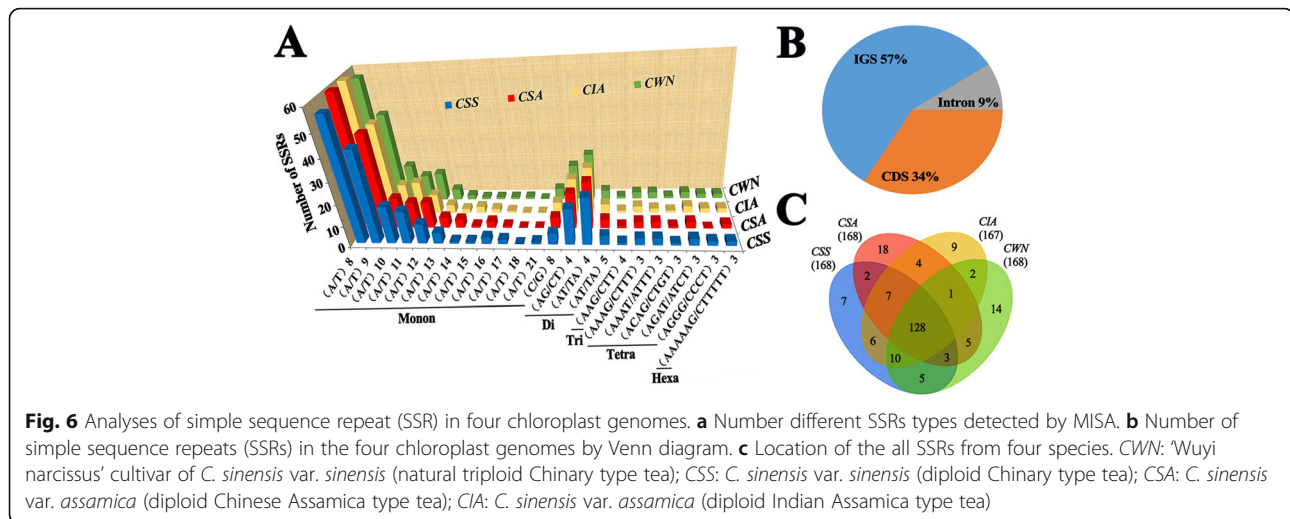 A
CSS CSA CIA CWN
Number of SSRs
60
50
40
30
20
10
0
CWN
CIA
CSA
CSS
(A/T) 8
(A/T) 9
(A/T) 10
(A/T) 11
(A/T) 12
(A/T) 13
(A/T) 14
(A/T) 15
(A/T) 16
(A/T) 17
(A/T) 18
(A/T) 21
(C/G) 8
(AG/CT) 4
(AT/TA) 4
(AT/TA) 5
(AAG/CTT) 4
(AAAG/CTTT) 3
(AAAT/ATTT) 3
(ACAG/CTGT) 3
(AGAT/ATCT) 3
(AGGG/CCCT) 3
(AAAAAG/CTTTTT) 3
Monon
Di
Tri
Tetra
Hexa
B
IGS 57%
Intron 9%
CDS 34%
C
CSS
(168)
CSA
(168)
CIA
(167)
CWN
(168)
18
9
2
4
2
7
7
1
14
128
6
5
10
3
5
Fig. 6 Analyses of simple sequence repeat (SSR) in four chloroplast genomes. a Number different SSRs types detected by MISA. b Number of
simple sequence repeats (SSRs) in the four chloroplast genomes by Venn diagram. c Location of the all SSRs from four species. CWN: ‘Wuyi
narcissus’ cultivar of C. sinensis var. sinensis (natural triploid Chinary type tea); CSS: C. sinensis var. sinensis (diploid Chinary type tea); CSA: C. sinensis
var. assamica (diploid Chinese Assamica type tea); CIA: C. sinensis var. assamica (diploid Indian Assamica type tea)